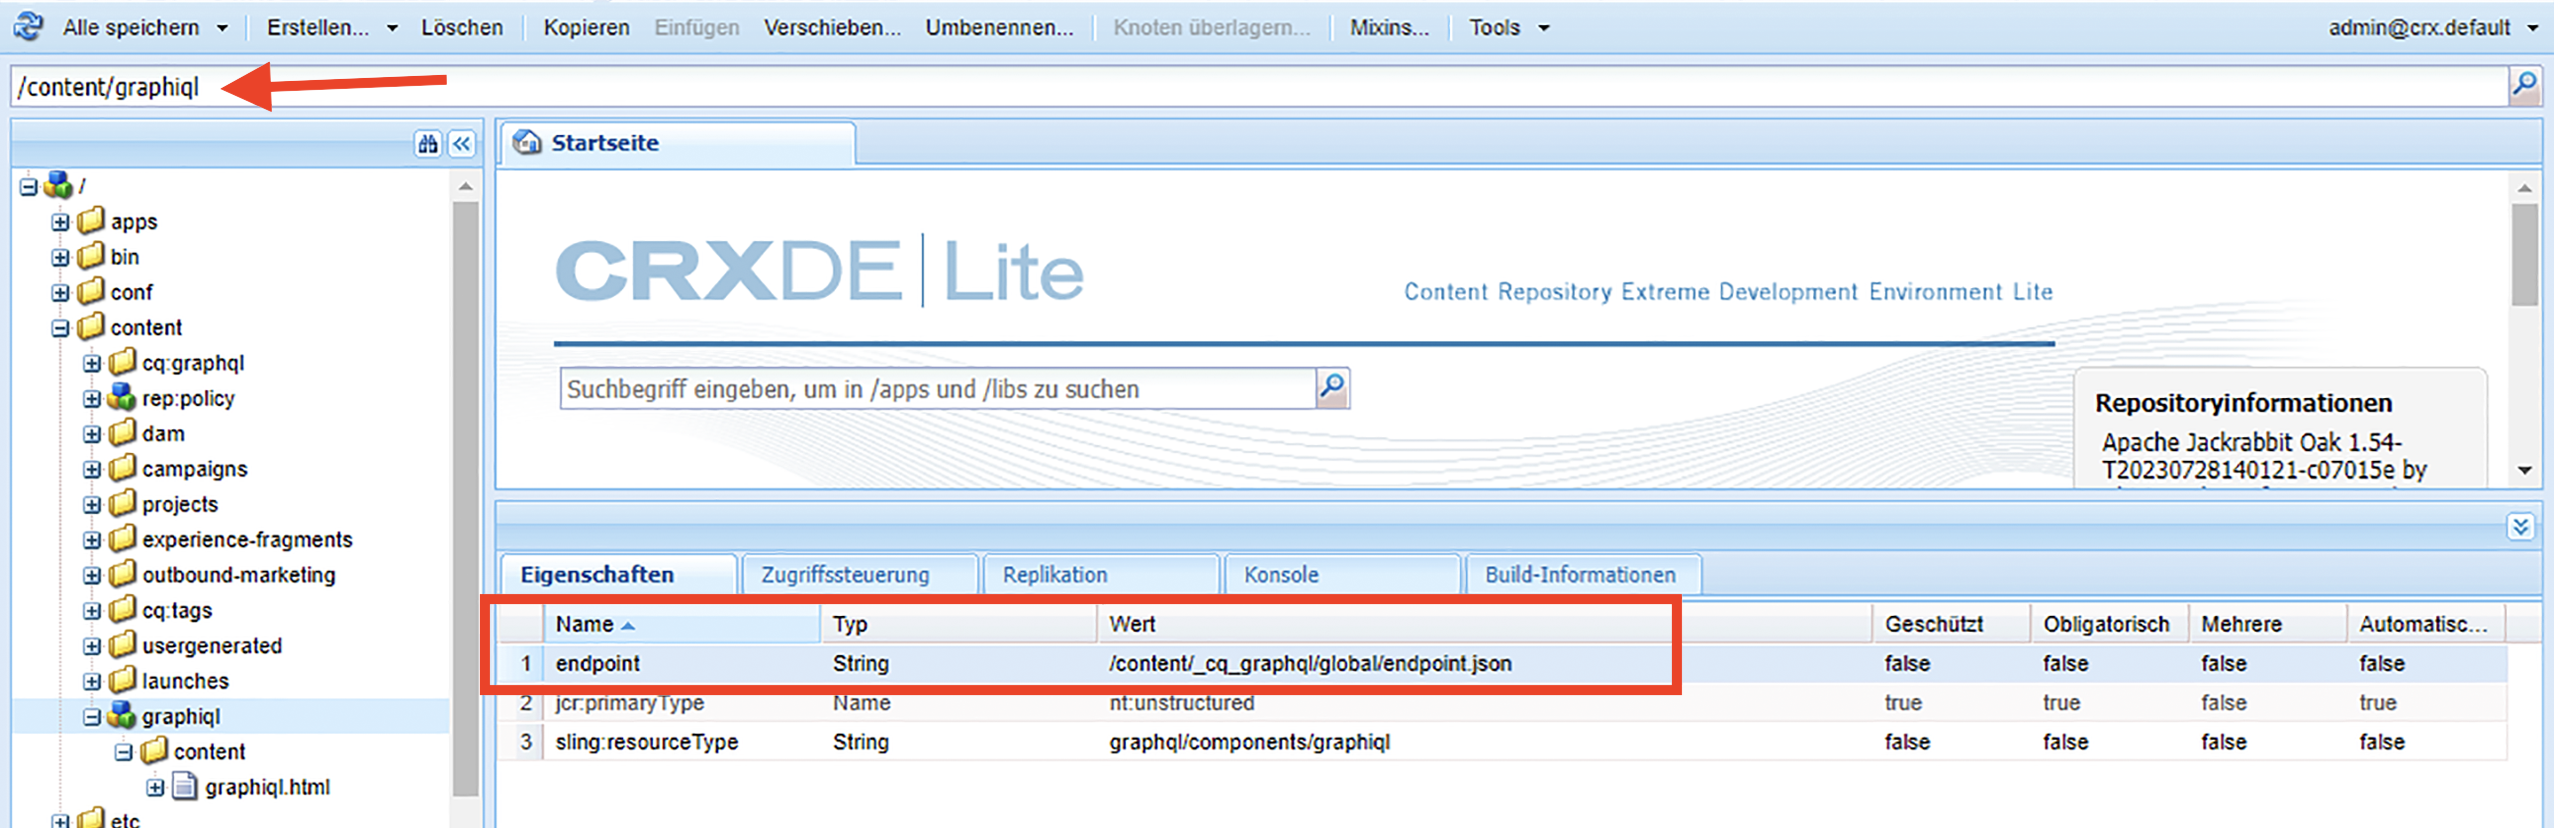 Alle speichern Erstellen... Löschen Kopieren Einfügen Verschieben... Umbenennen... Knoten überlagern... Mixins... Tools admin@crx.default
/content/graphiql
/
apps
bin
conf
content
cq:graphql
rep:policy
dam
campaigns
projects
experience-fragments
outbound-marketing
cq:tags
usergenerated
launches
graphiql
content
graphiql.html
etc
Startseite
CRXDE Lite
Content Repository Extreme Development Environment Lite
Suchbegriff eingeben, um in /apps und /libs zu suchen
Repositoryinformationen
Apache Jackrabbit Oak 1.54-
T20230728140121-c07015e by
Eigenschaften Zugriffssteuerung Replikation Konsole Build-Informationen
Name Typ Wert Geschützt Obligatorisch Mehrere Automatisc...
1 endpoint String /content/_cq_graphql/global/endpoint.json false false false false
2 jcr:primaryType Name nt:unstructured true true false true
3 sling:resourceType String graphql/components/graphiql false false false false